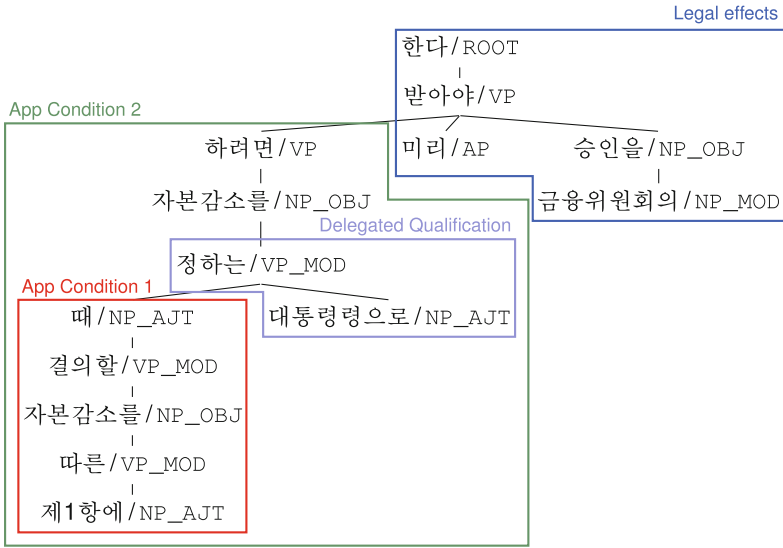 Legal effects
한다/ROOT
받아야/VP
App Condition 2
하려면/VP 미리/AP 승인을/NP_OBJ
자본감소를/NP_OBJ 금융위원회의/NP_MOD
Delegated Qualification
정하는/VP_MOD
App Condition 1
때/NP_AJT 대통령령으로/NP_AJT
결의할/VP_MOD
자본감소를/NP_OBJ
따른/VP_MOD
제1항에/NP_AJT